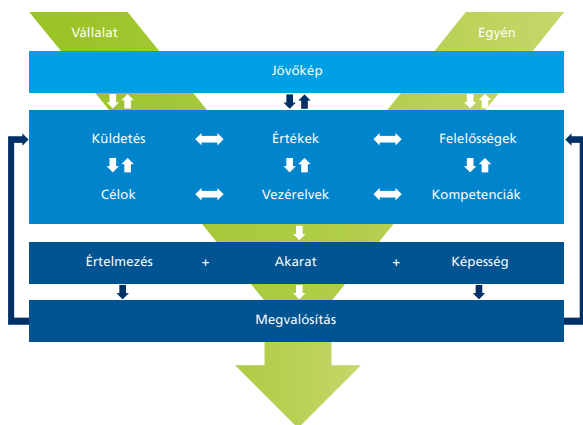 Vállalat Egyén
Jövőkép
Küldetés Értékek Felelősségek
Célok Vezérelvek Kompetenciák
Értelmezés + Akarat + Képesség
Megvalósítás